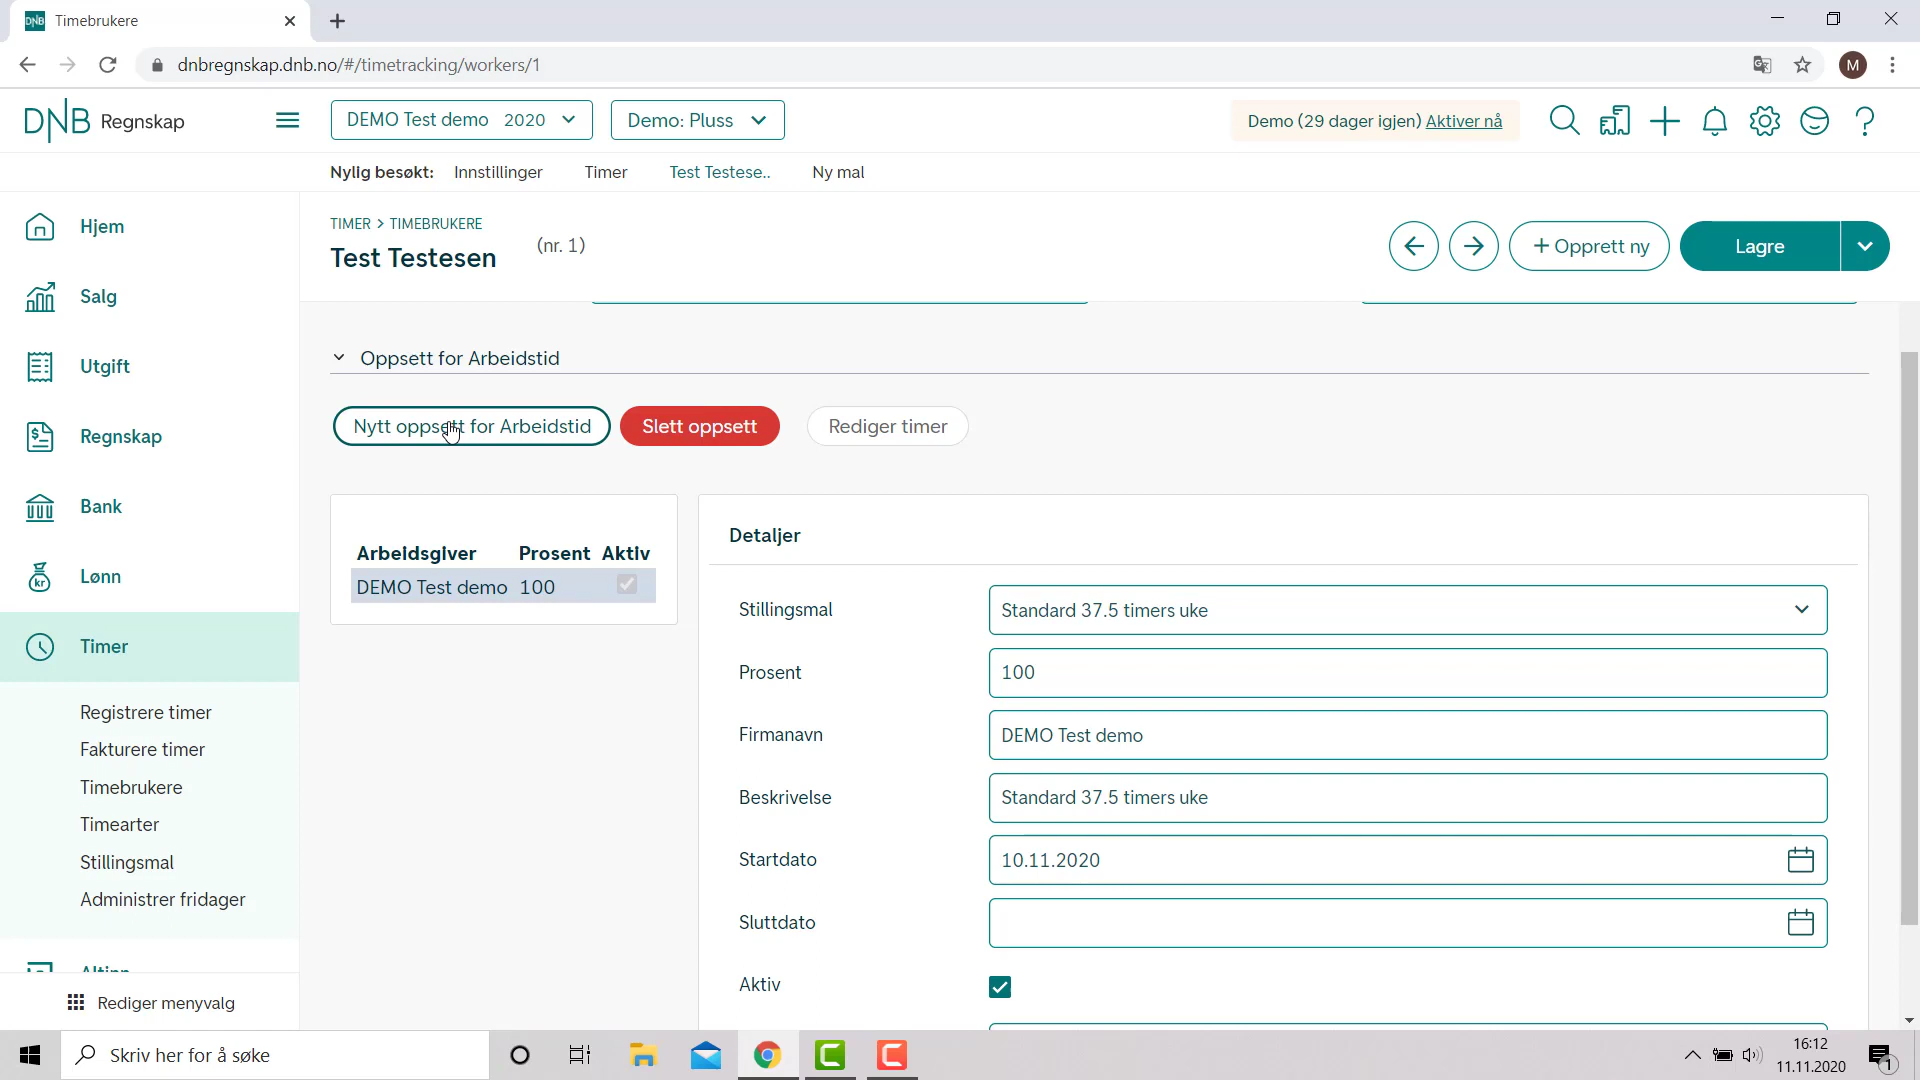 DNB Timebrukere
dnbregnskap.dnb.no/#/timetracking/workers/1
M
DNB Regnskap
DEMO Test demo 2020
Demo: Pluss
Demo (29 dager igjen) Aktiver nå
Nylig besøkt: Innstillinger Timer Test Testese.. Ny mal
Hjem
Salg
Utgift
Regnskap
Bank
kr Lønn
Timer
Registrere timer
Fakturere timer
Timebrukere
Timearter
Stillingsmal
Administrer fridager
Altinn
Rediger menyvalg
TIMER > TIMEBRUKERE
Test Testesen (nr. 1)
+ Opprett ny
Lagre
Oppsett for Arbeidstid
Nytt oppsett for Arbeidstid
Slett oppsett
Rediger timer
Arbeidsgiver Prosent Aktiv
DEMO Test demo 100
Detaljer
Stillingsmal Standard 37.5 timers uke
Prosent 100
Firmanavn DEMO Test demo
Beskrivelse Standard 37.5 timers uke
Startdato 10.11.2020
Sluttdato
Aktiv
Skriv her for å søke
16:12
11.11.2020
1